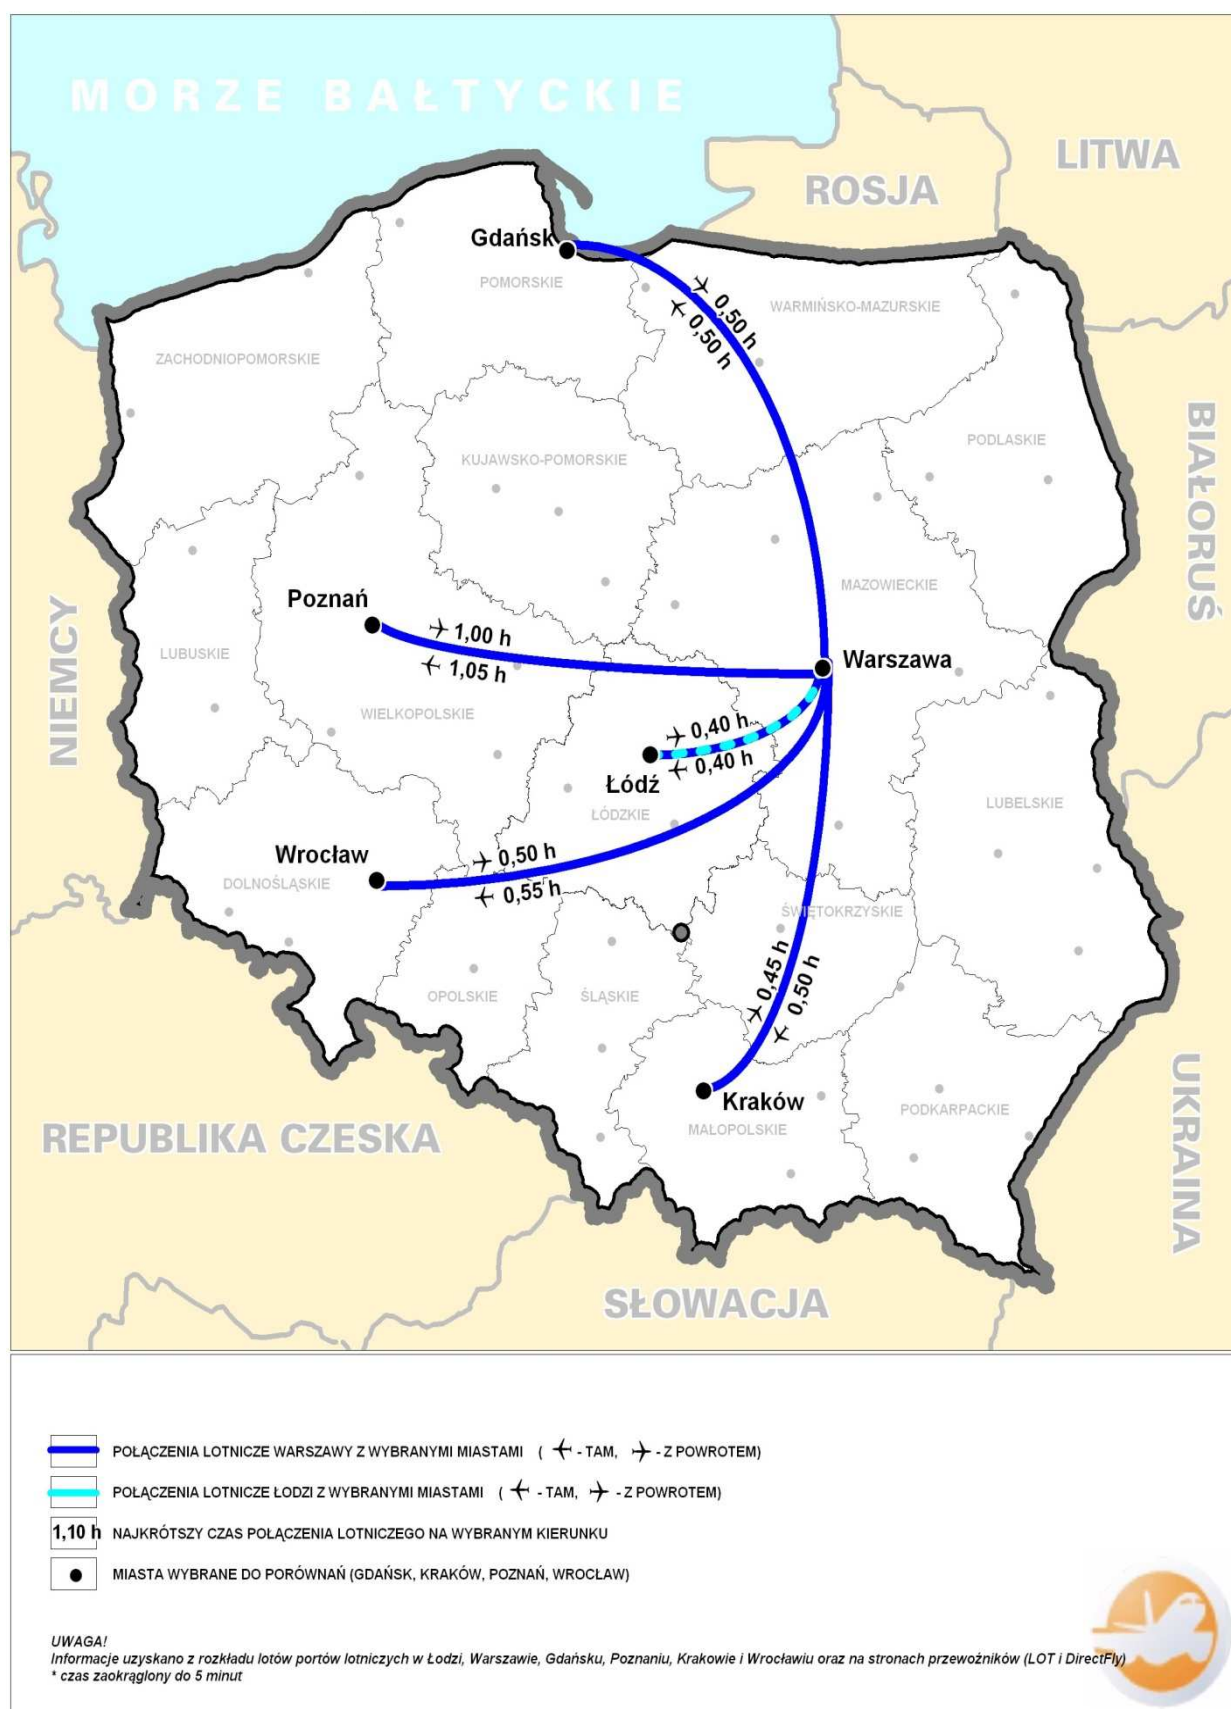 MORZE BAŁTYCKIE
LITWA
ROSJA
Gdańsk
POMORSKIE
WARMIŃSKO-MAZURSKIE
0,50 h
0,50 h
ZACHODNIOPOMORSKIE
BIAŁORUŚ
PODLASKIE
KUJAWSKO-POMORSKIE
MAZOWIECKIE
Poznań
1,00 h
1,05 h
NIEMCY
LUBUSKIE
Warszawa
WIELKOPOLSKIE
0,40 h
0,40 h
Łódź
ŁÓDZKIE
LUBELSKIE
Wrocław
DOLNOŚLĄSKIE
0,50 h
0,55 h
ŚWIĘTOKRZYSKIE
0,45 h
0,50 h
OPOLSKIE
ŚLĄSKIE
Kraków
MAŁOPOLSKIE
PODKARPACKIE
UKRAINA
REPUBLIKA CZESKA
SŁOWACJA
POŁĄCZENIA LOTNICZE WARSZAWY Z WYBRANYMI MIASTAMI ( - TAM, - Z POWROTEM)
POŁĄCZENIA LOTNICZE ŁODZI Z WYBRANYMI MIASTAMI ( - TAM, - Z POWROTEM)
1,10 h NAJKRÓTSZY CZAS POŁĄCZENIA LOTNICZEGO NA WYBRANYM KIERUNKU
MIASTA WYBRANE DO PORÓWNAŃ (GDAŃSK, KRAKÓW, POZNAŃ, WROCŁAW)
UWAGA!
Informacje uzyskano z rozkładu lotów portów lotniczych w Łodzi, Warszawie, Gdańsku, Poznaniu, Krakowie i Wrocławiu oraz na stronach przewoźników (LOT i DirectFly)
* czas zaokrąglony do 5 minut